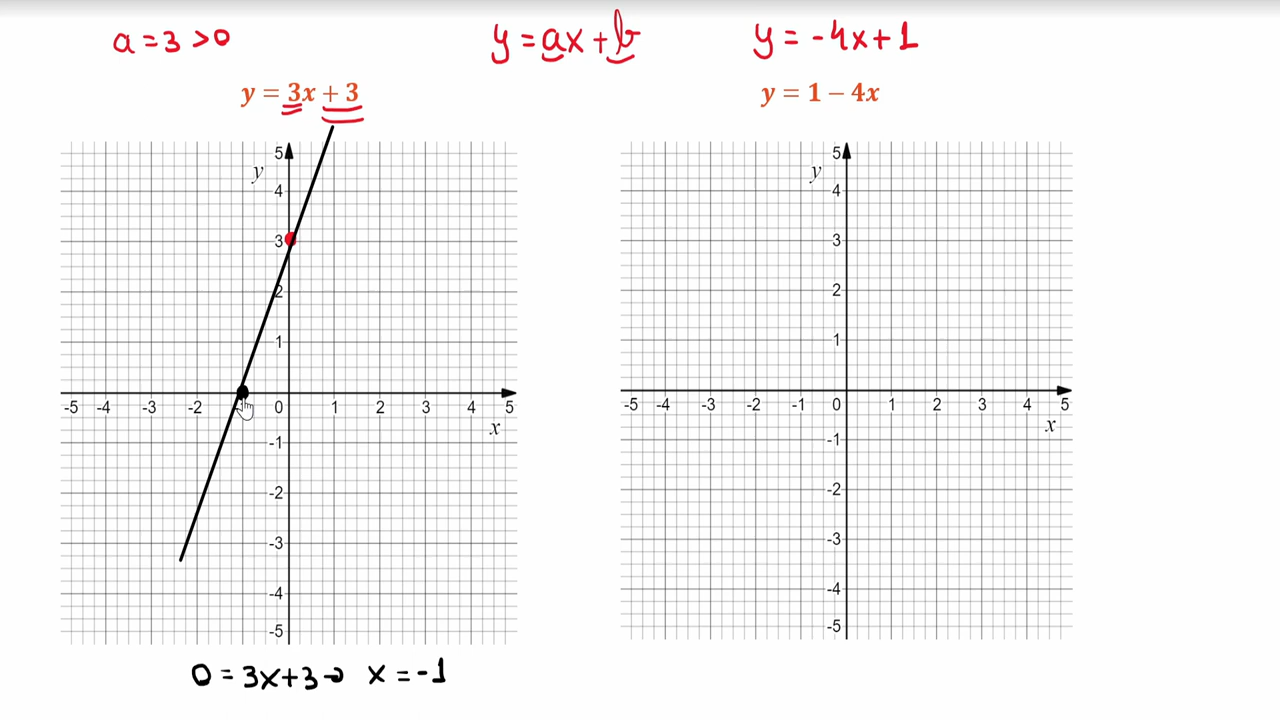 a = 3 > 0
y = ax + b
y = -4x + 1
y = 3x + 3
y = 1 − 4x
5
y
4
3
2
1
-5 -4 -3 -2 0 1 2 3 4 5
x
-1
-2
-3
-4
-5
0 = 3x + 3 → x = -1
5
y
4
3
2
1
-5 -4 -3 -2 -1 0 1 2 3 4 5
x
-1
-2
-3
-4
-5